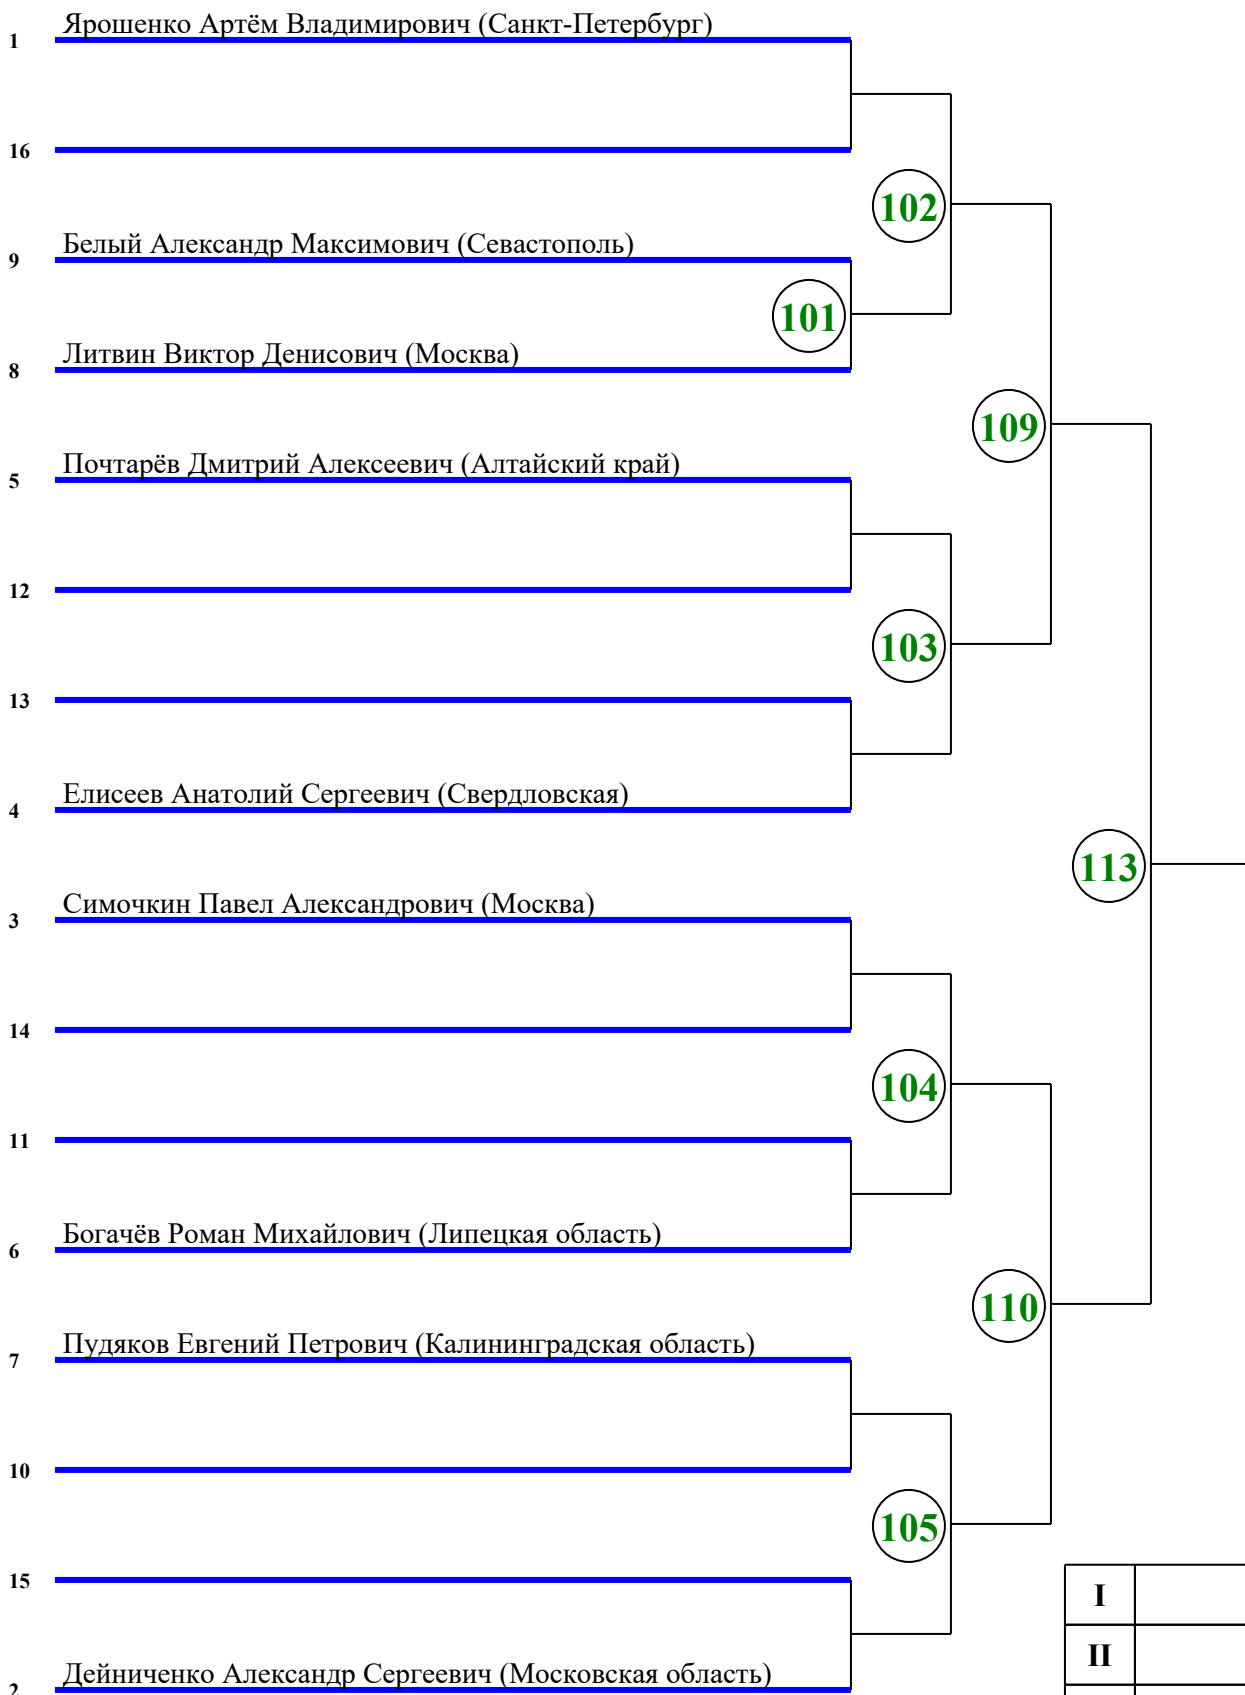 Ярошенко Артём Владимирович (Санкт-Петербург)
1
16
102
Белый Александр Максимович (Севастополь)
9
101
Литвин Виктор Денисович (Москва)
8
109
Почтарёв Дмитрий Алексеевич (Алтайский край)
5
12
103
13
Елисеев Анатолий Сергеевич (Свердловская)
4
113
Симочкин Павел Александрович (Москва)
3
14
104
11
Богачёв Роман Михайлович (Липецкая область)
6
110
Пудяков Евгений Петрович (Калининградская область)
7
10
105
15
I
II
Дейниченко Александр Сергеевич (Московская область)
2